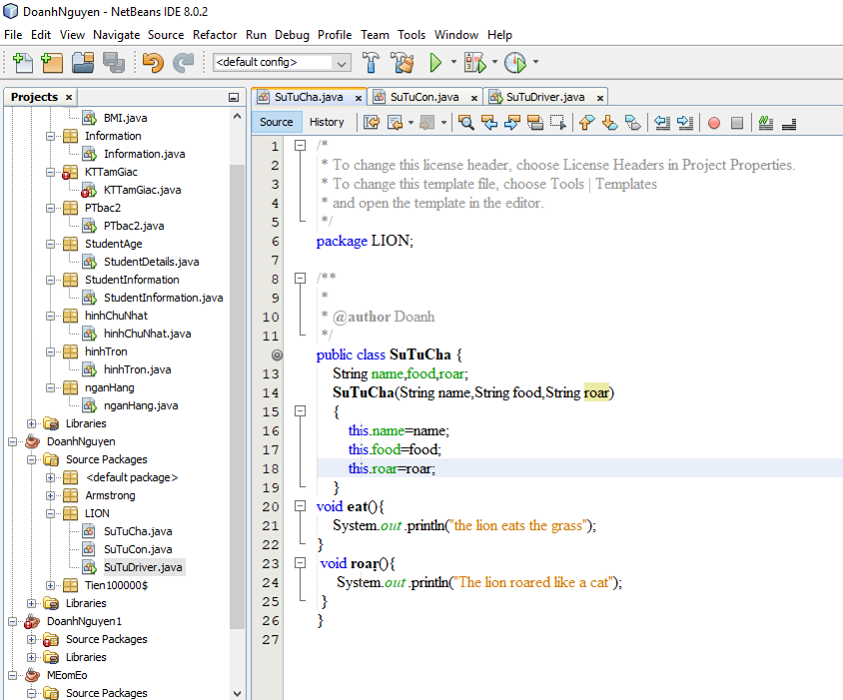 DoanhNguyen - NetBeans IDE 8.0.2
File Edit View Navigate Source Refactor Run Debug Profile Team Tools Window Help
<default config>
Projects ×
BMI.java
Information
Information.java
KTTamGiac
KTTamGiac.java
PTbac2
PTbac2.java
StudentAge
StudentDetails.java
StudentInformation
StudentInformation.java
hinhChuNhat
hinhChuNhat.java
hinhTron
hinhTron.java
nganHang
nganHang.java
Libraries
DoanhNguyen
Source Packages
<default package>
Armstrong
LION
SuTuCha.java
SuTuCon.java
SuTuDriver.java
Tien100000$
Libraries
DoanhNguyen1
Source Packages
Libraries
MEomEo
Source Packages
SuTuCha.java × SuTuCon.java × SuTuDriver.java ×
Source History
1 /*
2 * To change this license header, choose License Headers in Project Properties.
3 * To change this template file, choose Tools | Templates
4 * and open the template in the editor.
5 */
6 package LION;
7
8 /**
9 *
10 * @author Doanh
11 */
public class SuTuCha {
13 String name,food,roar;
14 SuTuCha(String name,String food,String roar)
15 {
16 this.name=name;
17 this.food=food;
18 this.roar=roar;
19 }
20 void eat(){
21 System.out.println("the lion eats the grass");
22 }
23 void roar(){
24 System.out.println("The lion roared like a cat");
25 }
26 }
27